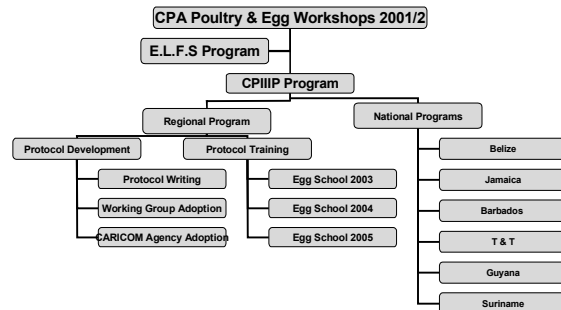 CPA Poultry & Egg Workshops 2001/2
E.L.F.S Program
CPIIIP Program
Regional Program
National Programs
Protocol Development
Protocol Training
Belize
Protocol Writing
Egg School 2003
Jamaica
Working Group Adoption
Egg School 2004
Barbados
CARICOM Agency Adoption
Egg School 2005
T & T
Guyana
Suriname